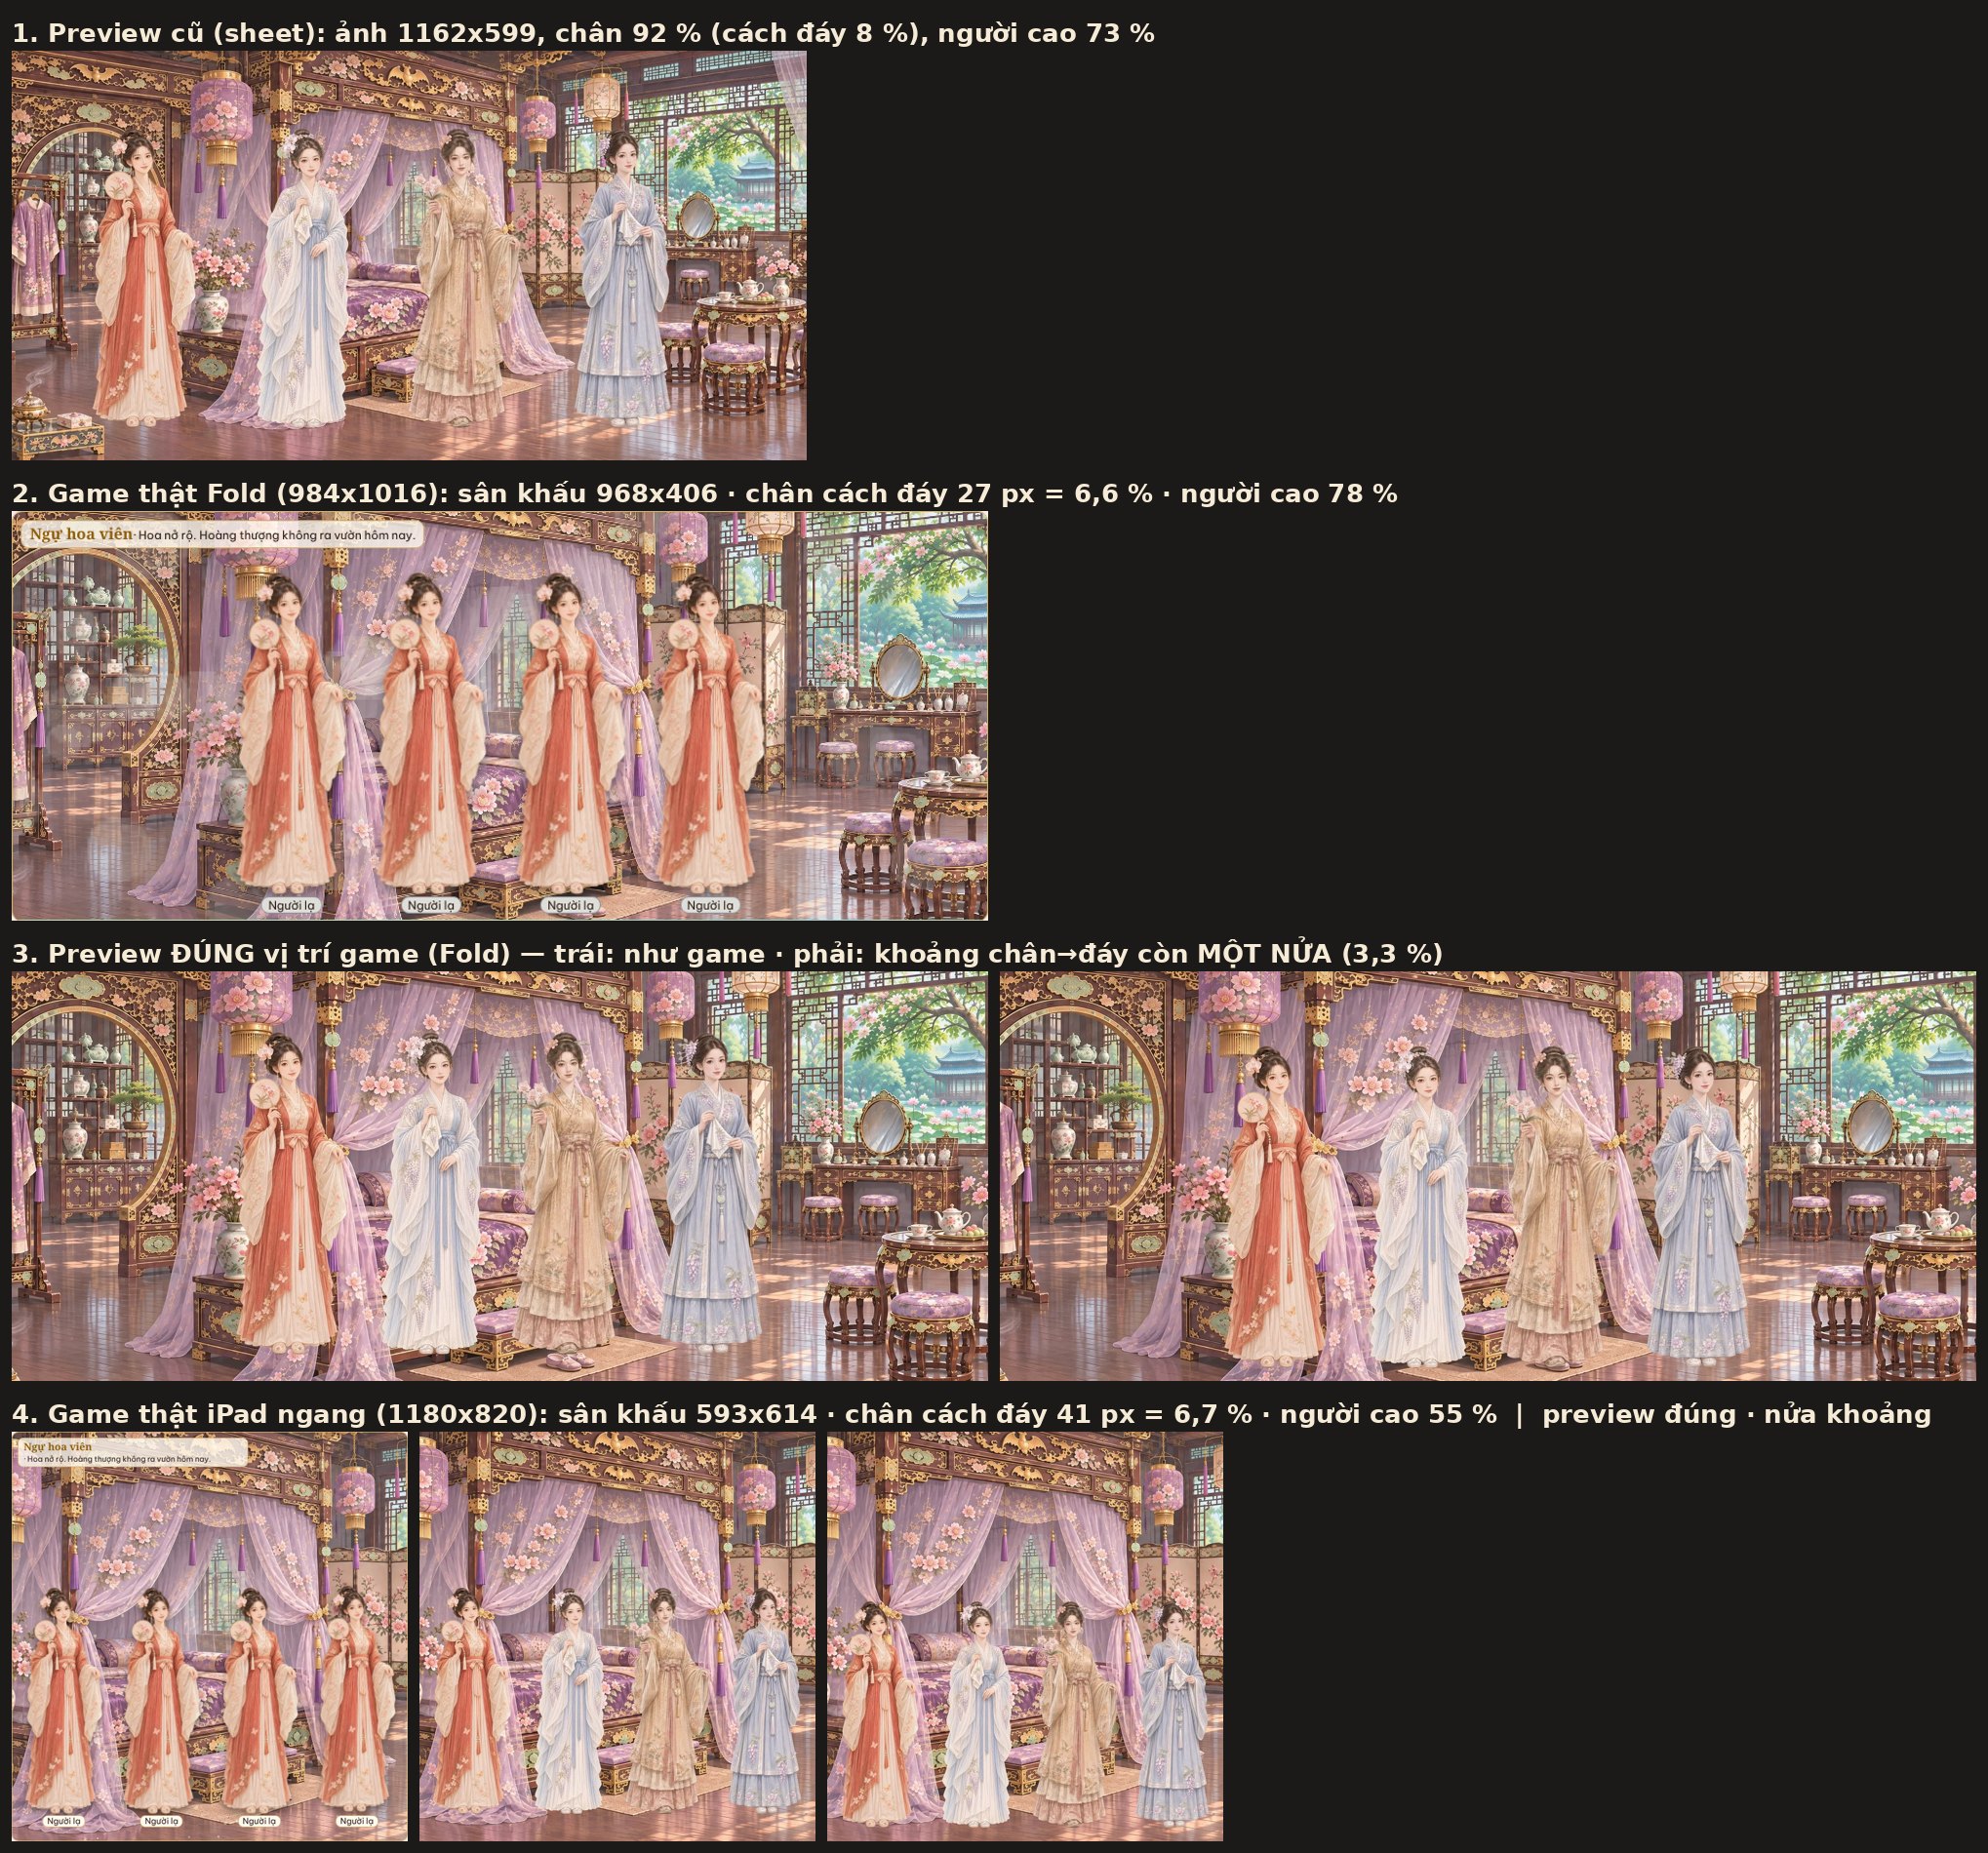 1. Preview cũ (sheet): ảnh 1162x599, chân 92 % (cách đáy 8 %), người cao 73 %
2. Game thật Fold (984x1016): sân khấu 968x406 · chân cách đáy 27 px = 6,6 % · người cao 78 %
Ngự hoa viên · Hoa nở rộ. Hoàng thượng không ra vườn hôm nay.
Người lạ Người lạ Người lạ Người lạ
3. Preview ĐÚNG vị trí game (Fold) — trái: như game · phải: khoảng chân→đáy còn MỘT NỬA (3,3 %)
4. Game thật iPad ngang (1180x820): sân khấu 593x614 · chân cách đáy 41 px = 6,7 % · người cao 55 % | preview đúng · nửa khoảng
Ngự hoa viên
· Hoa nở rộ. Hoàng thượng không ra vườn hôm nay.
Người lạ Người lạ Người lạ Người lạ